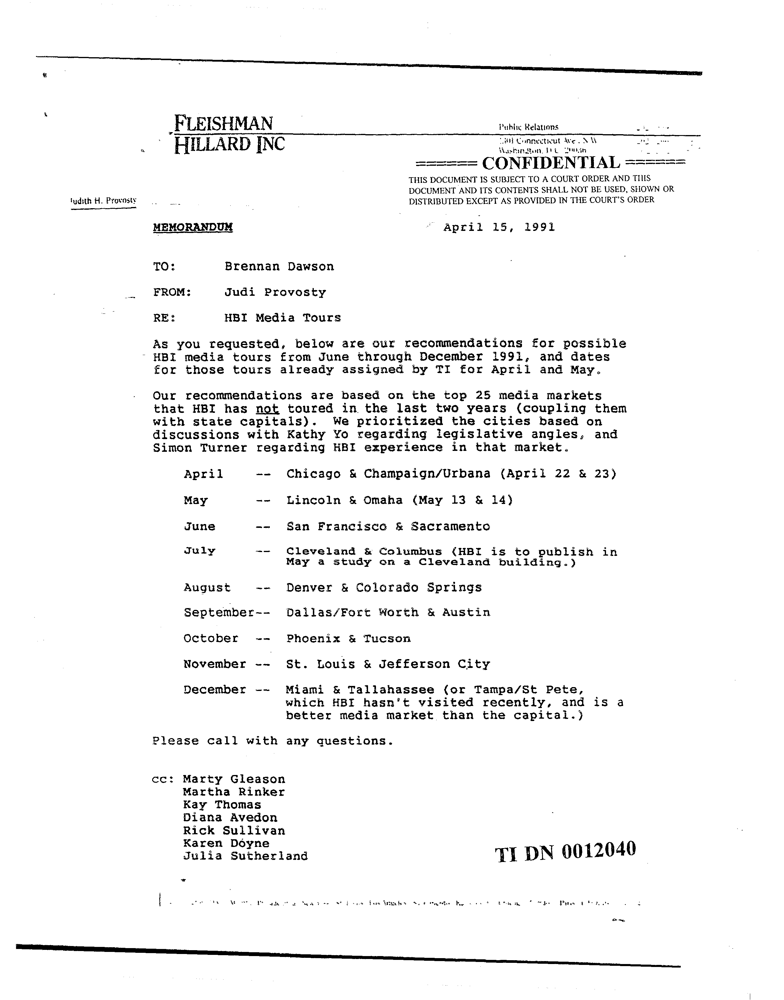 FLEISHMAN
HILLARD INC
Public Relations
Connecticut Ave., N.W.
Washington, D.C. 20036
====== CONFIDENTIAL ======
THIS DOCUMENT IS SUBJECT TO A COURT ORDER AND THIS
DOCUMENT AND ITS CONTENTS SHALL NOT BE USED, SHOWN OR
DISTRIBUTED EXCEPT AS PROVIDED IN THE COURT'S ORDER
Judith H. Provosty
MEMORANDUM
April 15, 1991
TO: Brennan Dawson
FROM: Judi Provosty
RE: HBI Media Tours
As you requested, below are our recommendations for possible
HBI media tours from June through December 1991, and dates
for those tours already assigned by TI for April and May.
Our recommendations are based on the top 25 media markets
that HBI has not toured in the last two years (coupling them
with state capitals). We prioritized the cities based on
discussions with Kathy Yo regarding legislative angles, and
Simon Turner regarding HBI experience in that market.
April -- Chicago & Champaign/Urbana (April 22 & 23)
May -- Lincoln & Omaha (May 13 & 14)
June -- San Francisco & Sacramento
July -- Cleveland & Columbus (HBI is to publish in
May a study on a Cleveland building.)
August -- Denver & Colorado Springs
September-- Dallas/Fort Worth & Austin
October -- Phoenix & Tucson
November -- St. Louis & Jefferson City
December -- Miami & Tallahassee (or Tampa/St Pete,
which HBI hasn't visited recently, and is a
better media market than the capital.)
Please call with any questions.
cc: Marty Gleason
Martha Rinker
Kay Thomas
Diana Avedon
Rick Sullivan
Karen Doyne
Julia Sutherland
TI DN 0012040
Los Angeles